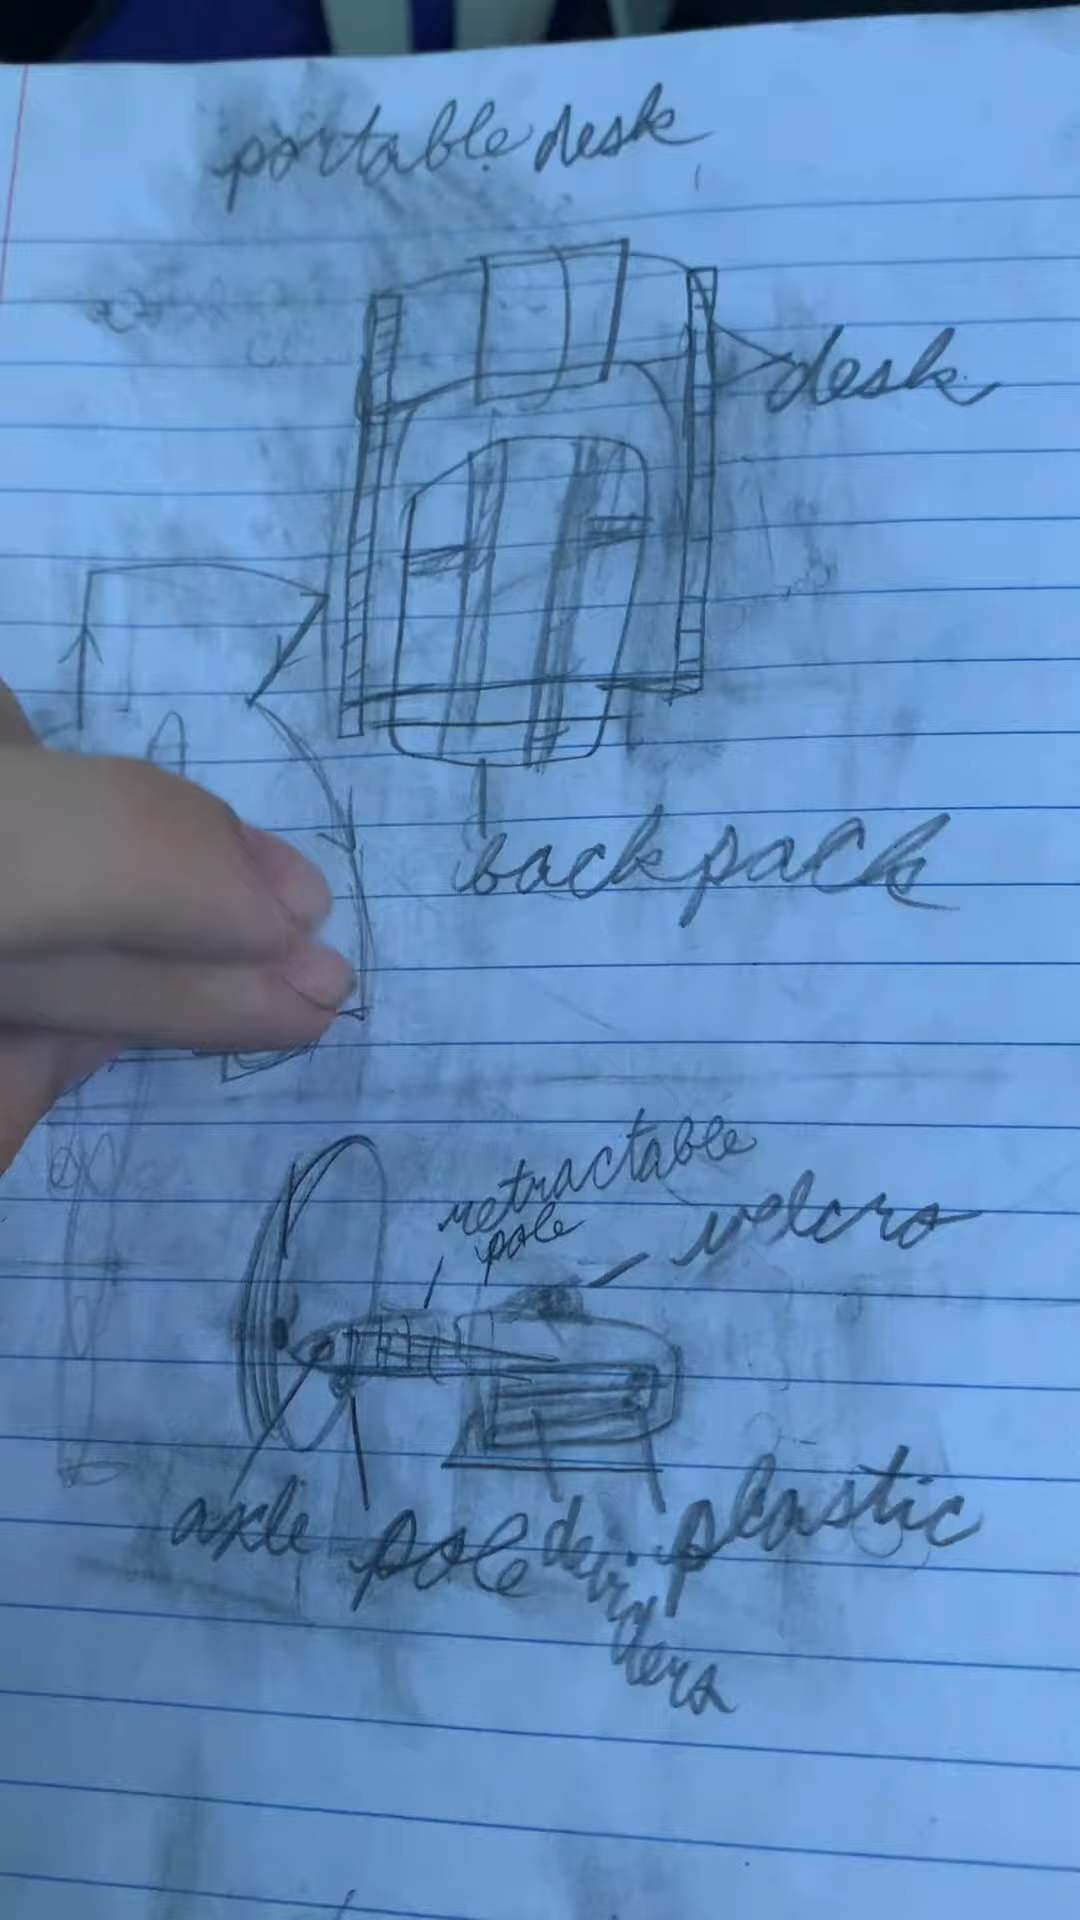 portable desk
desk
backpack
retractable
pole
velcro
axle
pole
plastic